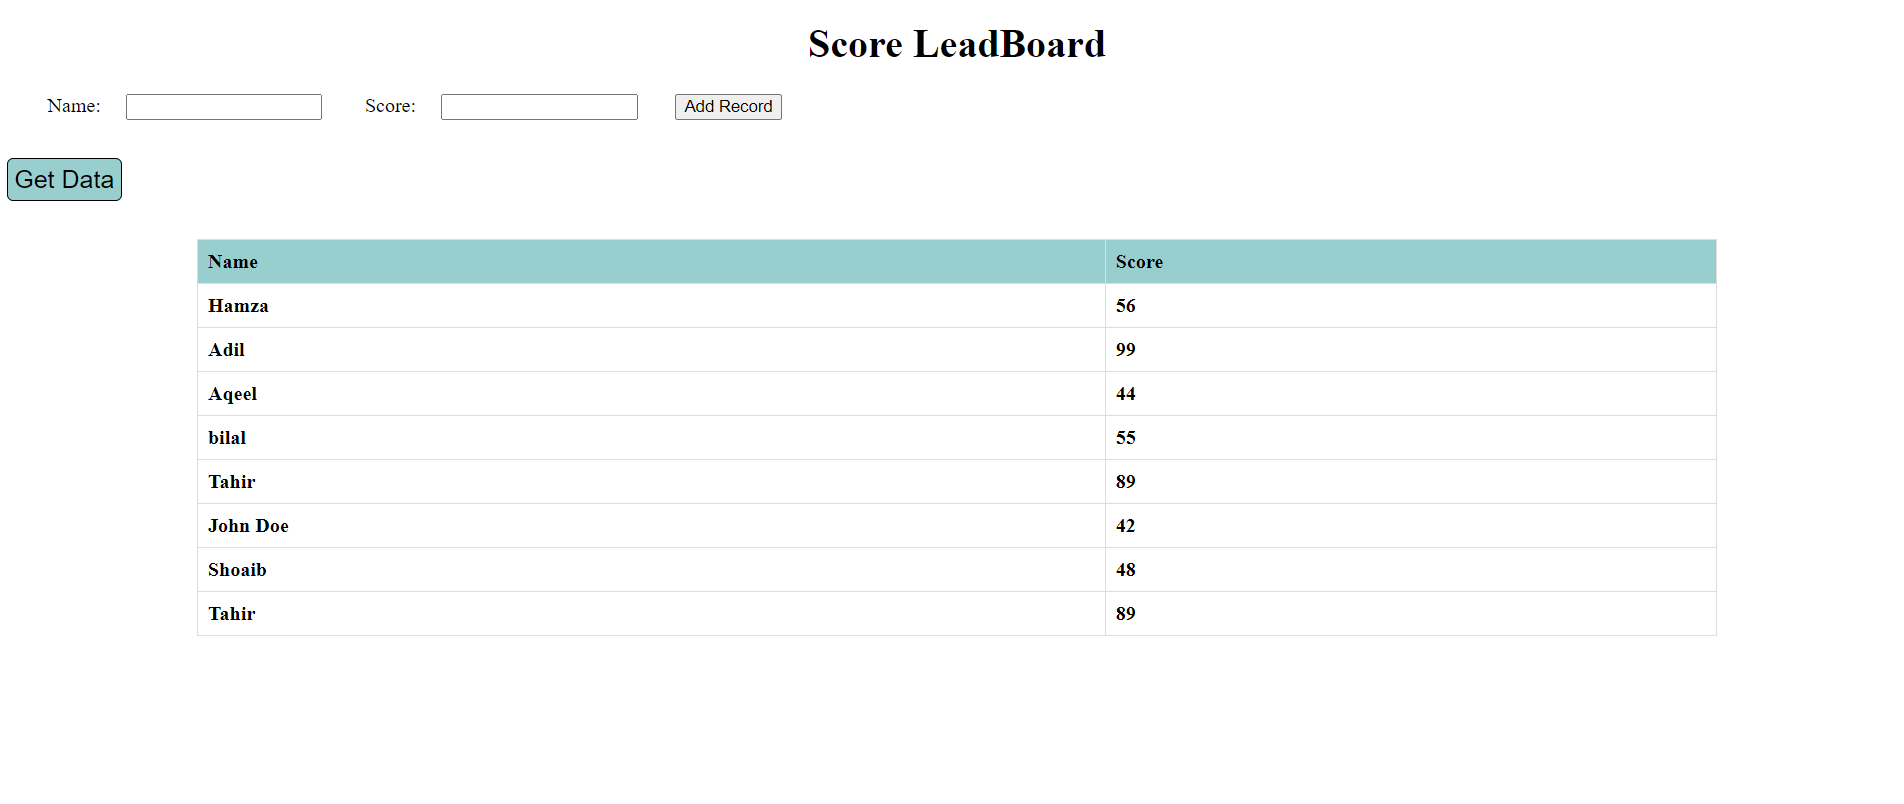 Score LeadBoard
Name: Score: Add Record
Get Data
Name Score
Hamza 56
Adil 99
Aqeel 44
bilal 55
Tahir 89
John Doe 42
Shoaib 48
Tahir 89